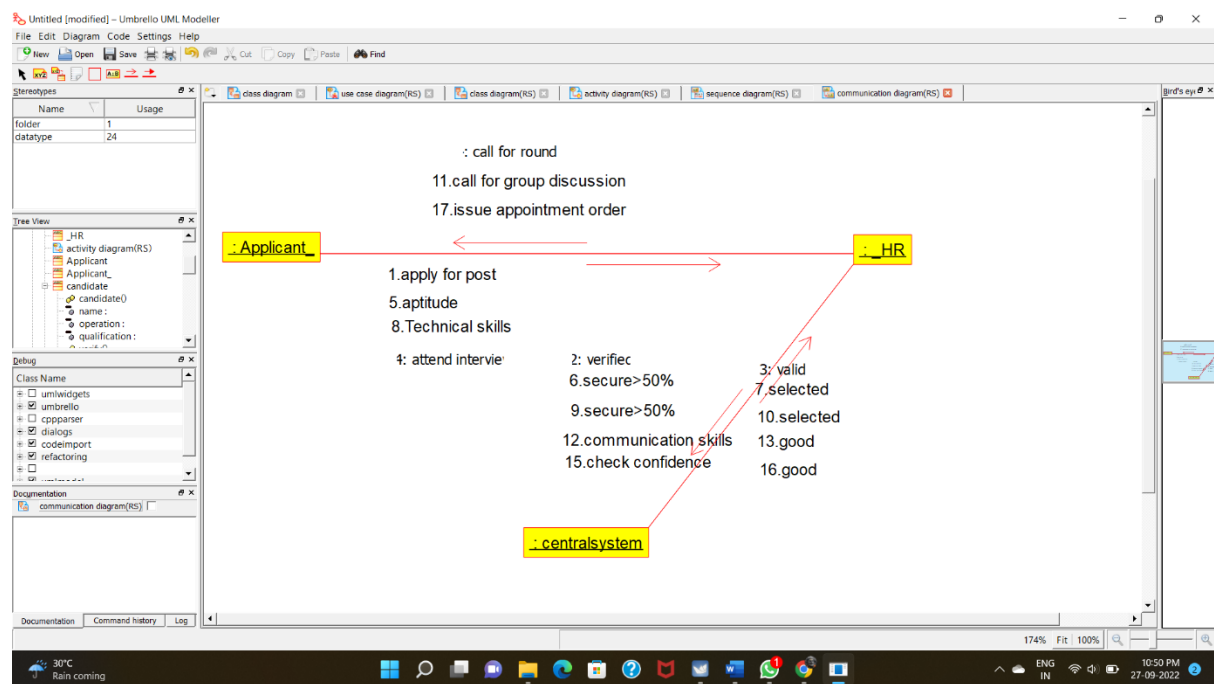 Untitled [modified] – Umbrello UML Modeller
File Edit Diagram Code Settings Help
New Open Save Cut Copy Paste Find
XYZ A:B
Stereotypes
class diagram use case diagram(RS) class diagram(RS) activity diagram(RS) sequence diagram(RS) communication diagram(RS)
Bird's eye
Name Usage
folder 1
datatype 24
Tree View
_HR
activity diagram(RS)
Applicant
Applicant_
candidate
candidate()
name :
operation :
qualification :
Debug
Class Name
umlwidgets
umbrello
cppparser
dialogs
codeimport
refactoring
Documentation
communication diagram(RS)
Documentation Command history Log
: call for round
11.call for group discussion
17.issue appointment order
: Applicant_
: _HR
1.apply for post
5.aptitude
8.Technical skills
4: attend intervie
2: verified
6.secure>50%
9.secure>50%
12.communication skills
15.check confidence
3: valid
7.selected
10.selected
13.good
16.good
: centralsystem
174% Fit 100%
30°C
Rain coming
ENG
IN
10:50 PM
27-09-2022
2